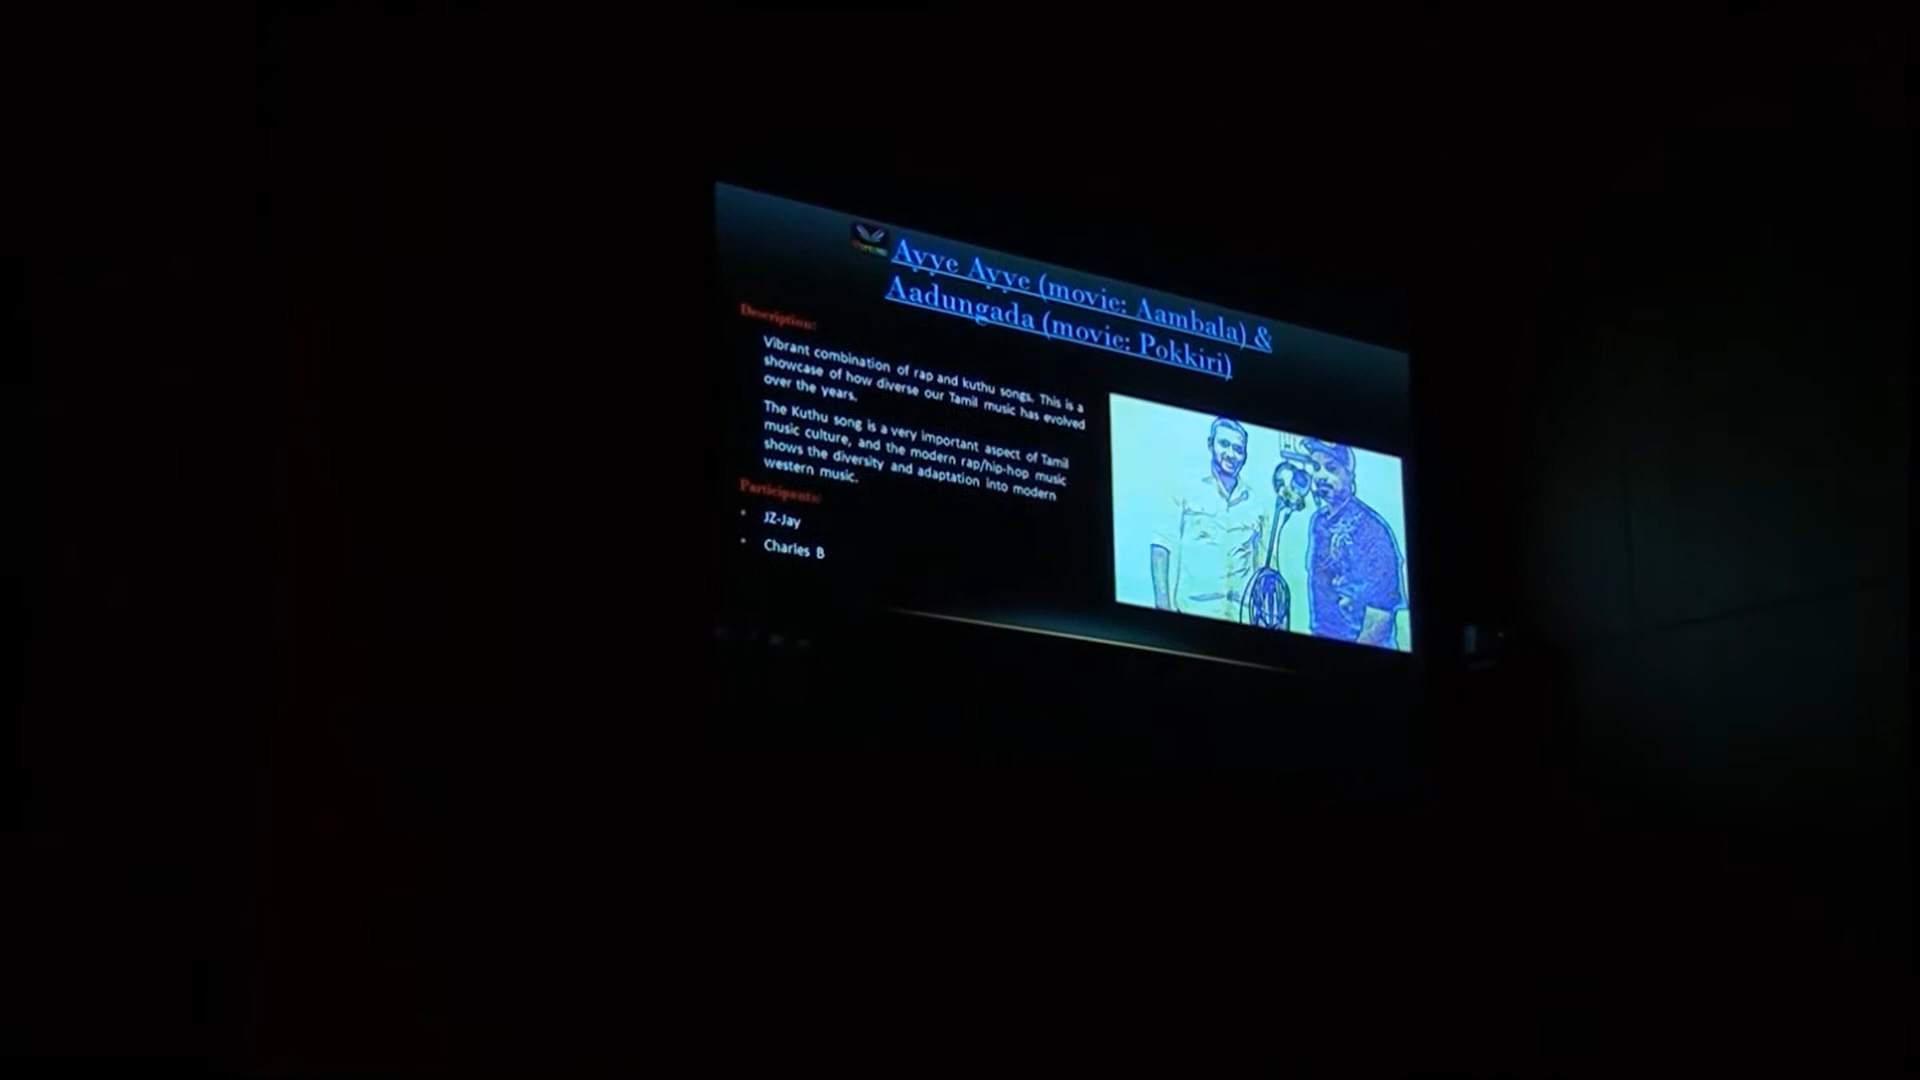 Ayye Ayye (movie: Aambala) &
Aadungada (movie: Pokkiri)
Description:
Vibrant combination of rap and kuthu songs. This is a
showcase of how diverse our Tamil music has evolved
over the years.
The Kuthu song is a very important aspect of Tamil
music culture, and the modern rap/hip-hop music
shows the diversity and adaptation into modern
western music.
Participants:
• JZ-Jay
• Charles B